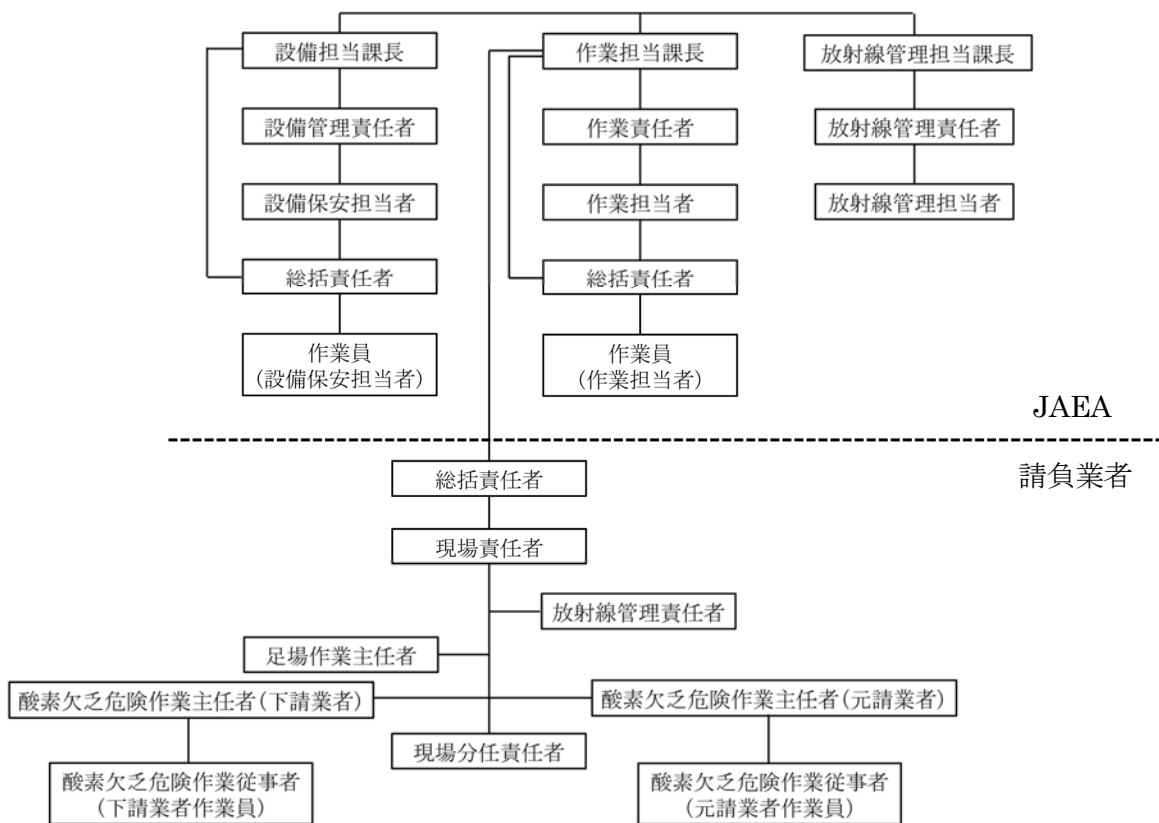 設備担当課長
作業担当課長
放射線管理担当課長
設備管理責任者
作業責任者
放射線管理責任者
設備保安担当者
作業担当者
放射線管理担当者
総括責任者
総括責任者
作業員
(設備保安担当者)
作業員
(作業担当者)
JAEA
請負業者
総括責任者
現場責任者
放射線管理責任者
足場作業主任者
酸素欠乏危険作業主任者(下請業者)
酸素欠乏危険作業主任者(元請業者)
現場分任責任者
酸素欠乏危険作業従事者
(下請業者作業員)
酸素欠乏危険作業従事者
(元請業者作業員)